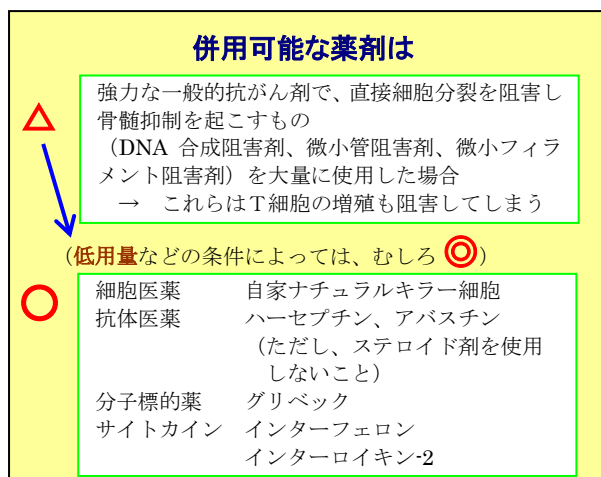 併用可能な薬剤は
△
強力な一般的抗がん剤で、直接細胞分裂を阻害し
骨髄抑制を起こすもの
（DNA 合成阻害剤、微小管阻害剤、微小フィラ
メント阻害剤）を大量に使用した場合
→ これらはT細胞の増殖も阻害してしまう
（低用量などの条件によっては、むしろ ◎）
○
細胞医薬 自家ナチュラルキラー細胞
抗体医薬 ハーセプチン、アバスチン
（ただし、ステロイド剤を使用
しないこと）
分子標的薬 グリベック
サイトカイン インターフェロン
インターロイキン-2